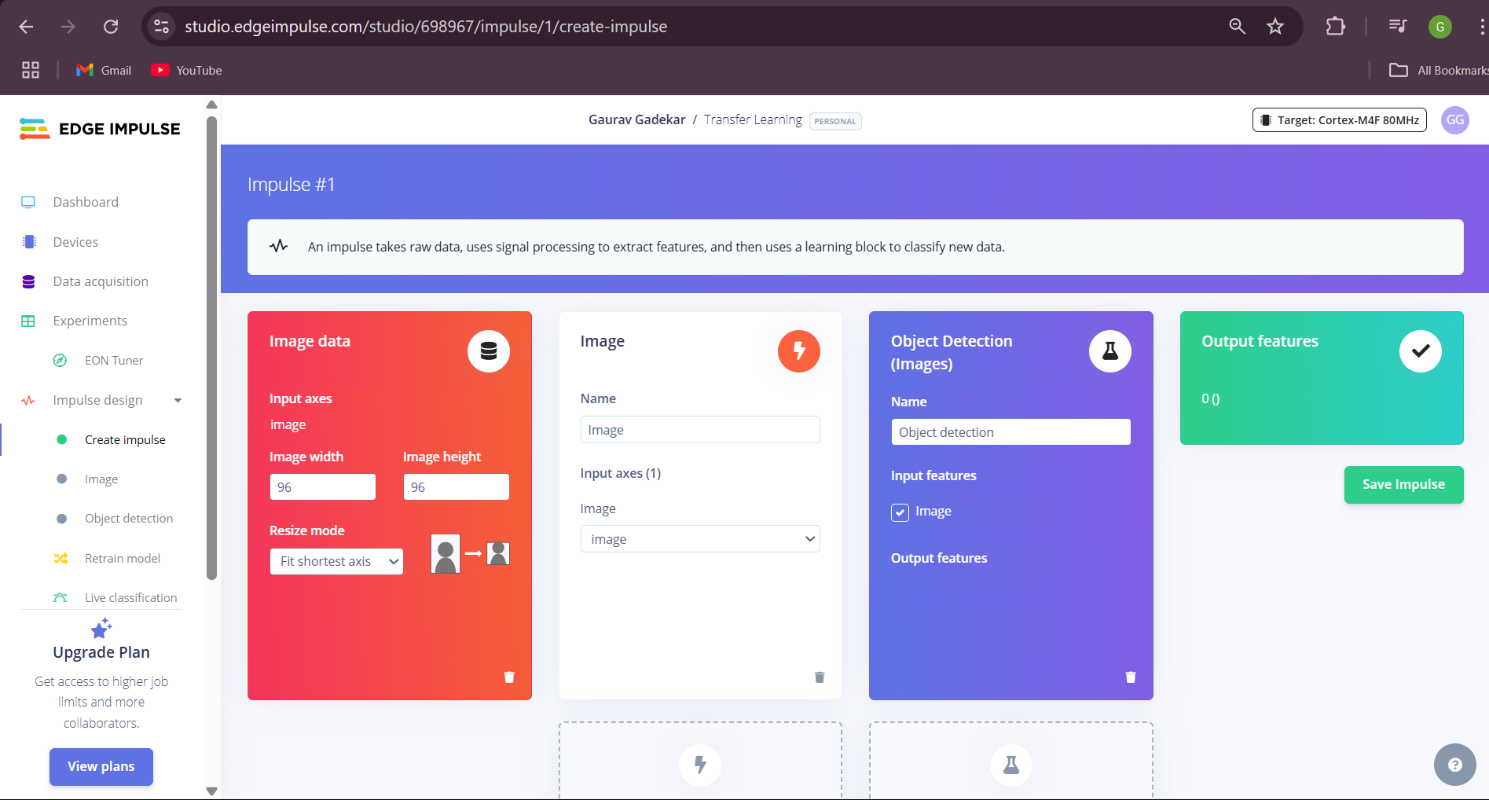 studio.edgeimpulse.com/studio/698967/impulse/1/create-impulse
G
Gmail
YouTube
All Bookmarks
EDGE IMPULSE
Gaurav Gadekar / Transfer Learning PERSONAL
Target: Cortex-M4F 80MHz
GG
Dashboard
Devices
Data acquisition
Experiments
EON Tuner
Impulse design
Create impulse
Image
Object detection
Retrain model
Live classification
Upgrade Plan
Get access to higher job
limits and more
collaborators.
View plans
Impulse #1
An impulse takes raw data, uses signal processing to extract features, and then uses a learning block to classify new data.
Image data
Input axes
image
Image width
Image height
96
96
Resize mode
Fit shortest axis
Image
Name
Image
Input axes (1)
Image
image
Object Detection
(Images)
Name
Object detection
Input features
Image
Output features
Output features
0 ()
Save Impulse
?